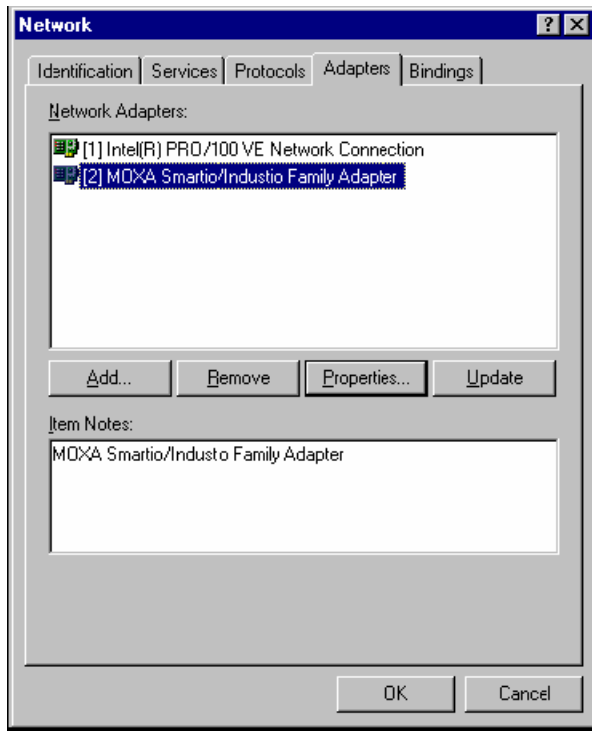 Network
Identification Services Protocols Adapters Bindings
Network Adapters:
[1] Intel(R) PRO/100 VE Network Connection
[2] MOXA Smartio/Industio Family Adapter
Add... Remove Properties... Update
Item Notes:
MOXA Smartio/Industo Family Adapter
OK Cancel